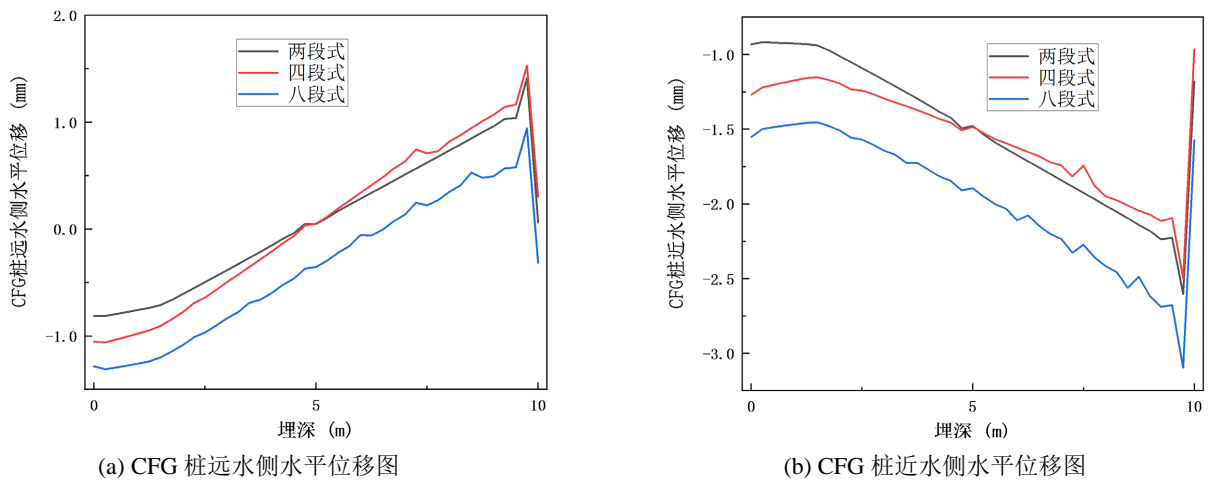 2.0
1.0
0.0
-1.0
0
5
10
CFG桩远水侧水平位移 (mm)
两段式
四段式
八段式
埋深 (m)
(a) CFG 桩远水侧水平位移图
-1.0
-1.5
-2.0
-2.5
-3.0
0
5
10
CFG桩近水侧水平位移 (mm)
两段式
四段式
八段式
埋深 (m)
(b) CFG 桩近水侧水平位移图